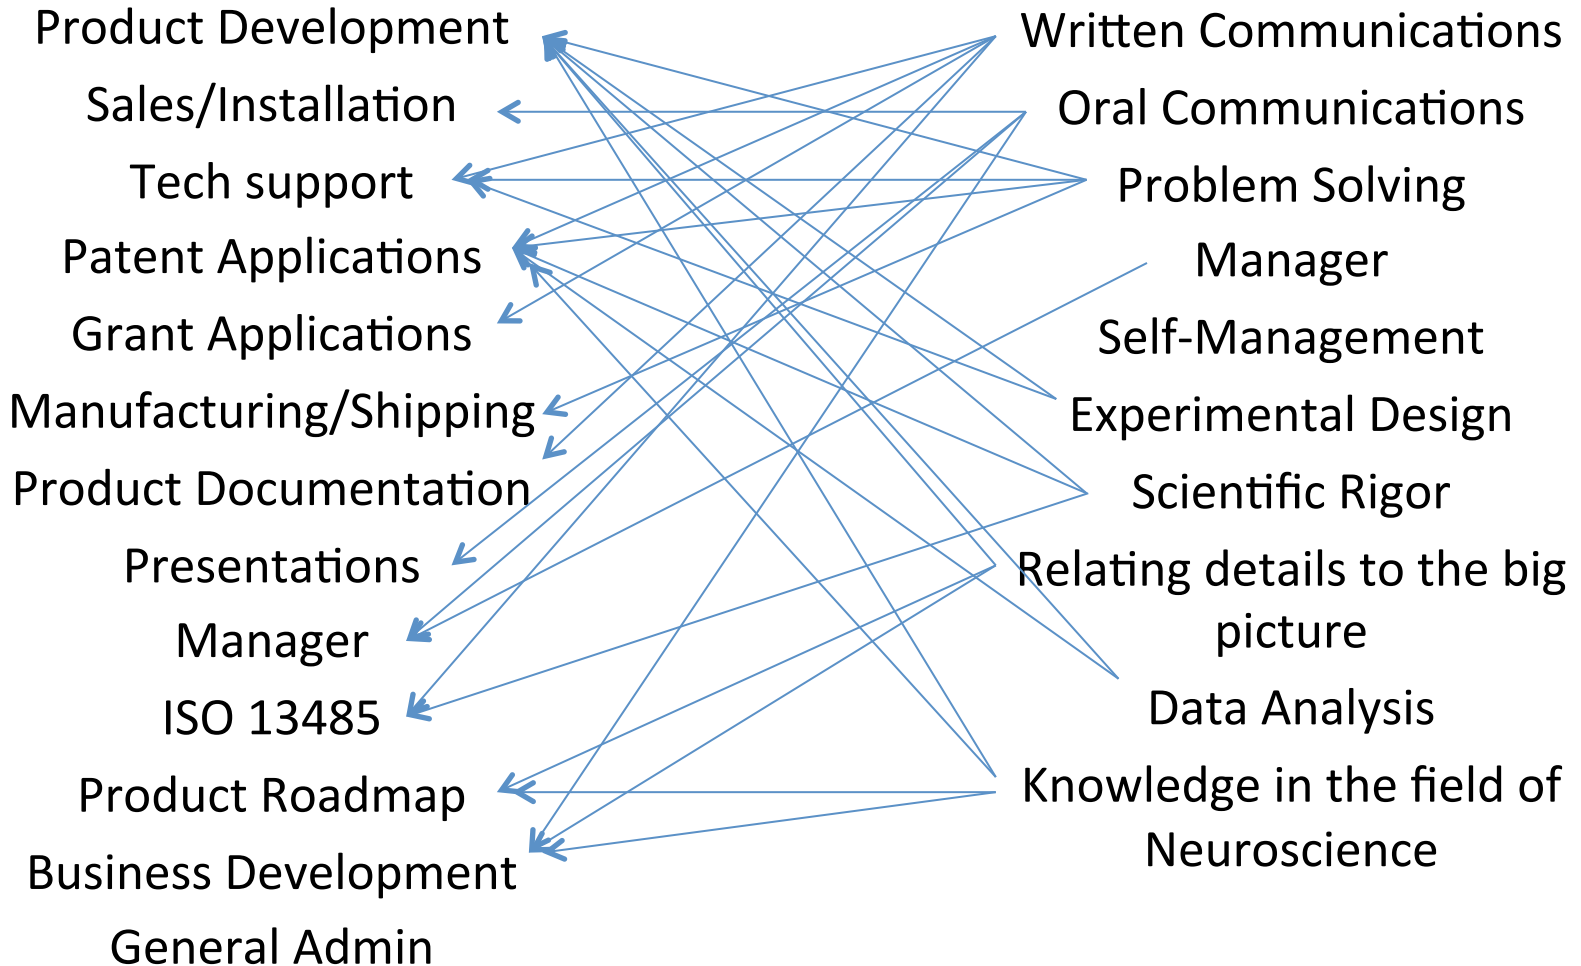 Product Development
Sales/Installation
Tech support
Patent Applications
Grant Applications
Manufacturing/Shipping
Product Documentation
Presentations
Manager
ISO 13485
Product Roadmap
Business Development
General Admin
Written Communications
Oral Communications
Problem Solving
Manager
Self-Management
Experimental Design
Scientific Rigor
Relating details to the big
picture
Data Analysis
Knowledge in the field of
Neuroscience